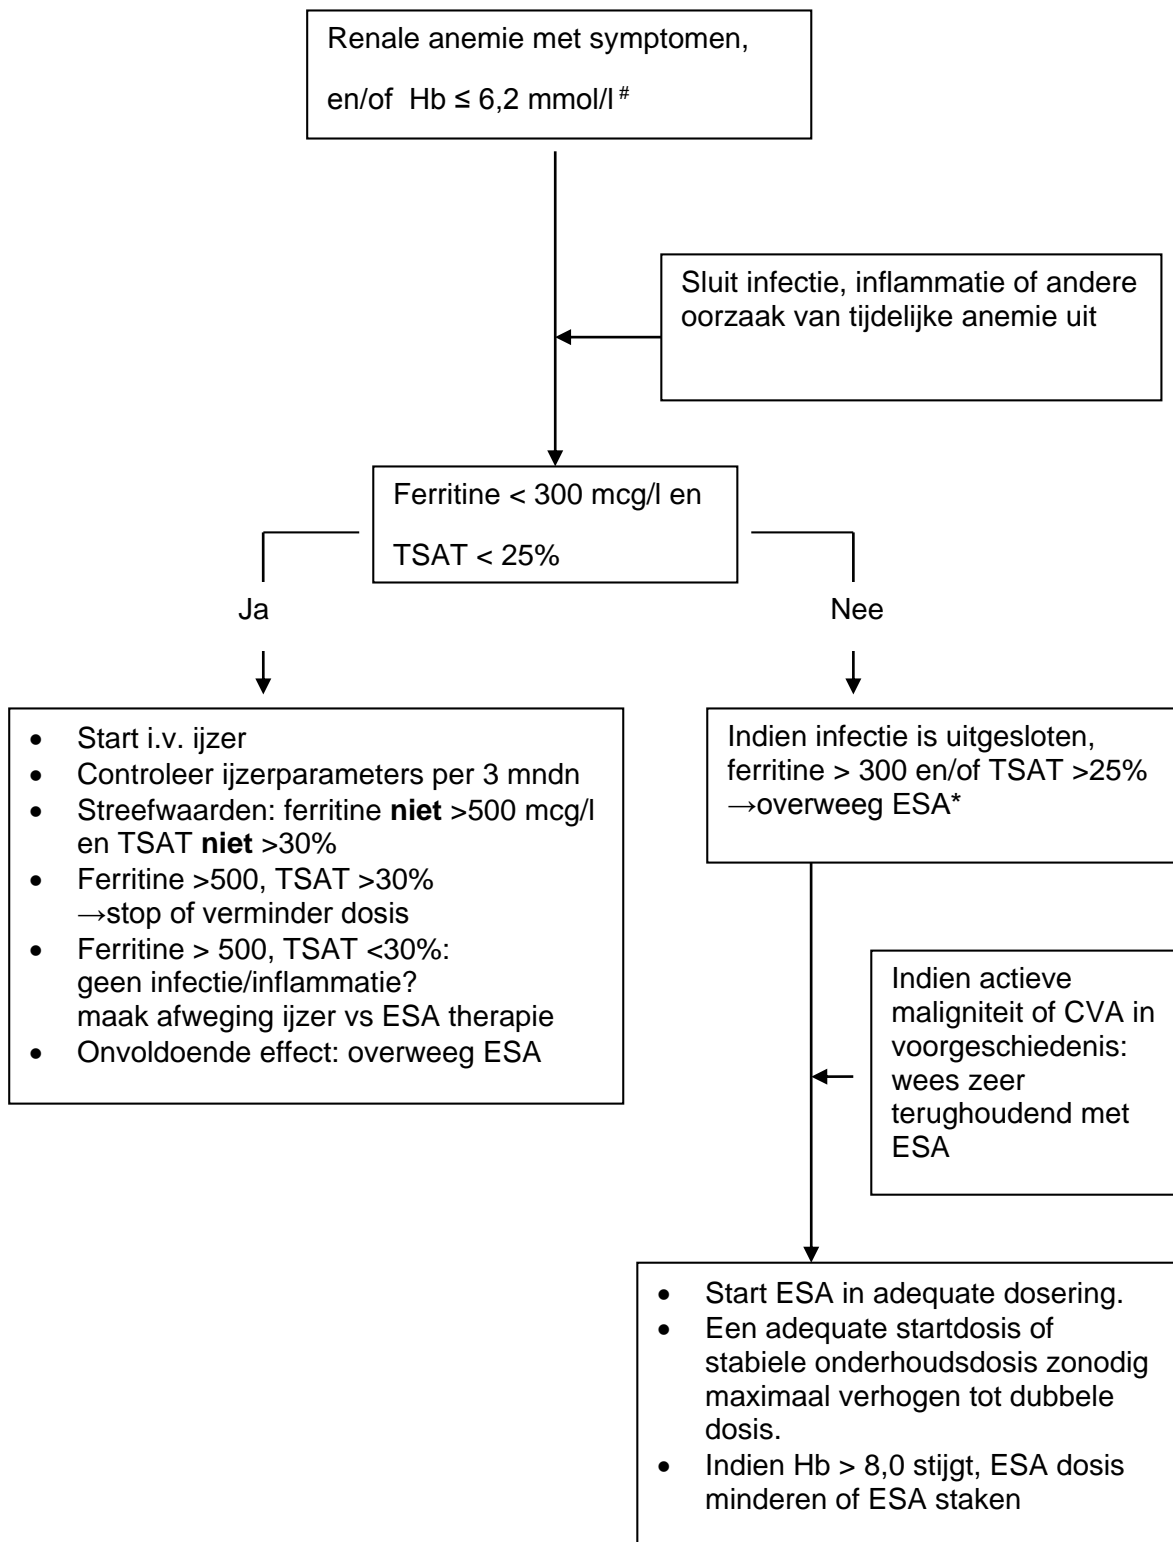 Renale anemie met symptomen,
en/of Hb ≤ 6,2 mmol/l #
Sluit infectie, inflammatie of andere
oorzaak van tijdelijke anemie uit
Ferritine < 300 mcg/l en
TSAT < 25%
Ja
Nee
• Start i.v. ijzer
• Controleer ijzerparameters per 3 mndn
• Streefwaarden: ferritine niet >500 mcg/l
en TSAT niet >30%
• Ferritine >500, TSAT >30%
→stop of verminder dosis
• Ferritine > 500, TSAT <30%:
geen infectie/inflammatie?
maak afweging ijzer vs ESA therapie
• Onvoldoende effect: overweeg ESA
Indien infectie is uitgesloten,
ferritine > 300 en/of TSAT >25%
→overweeg ESA*
Indien actieve
maligniteit of CVA in
voorgeschiedenis:
wees zeer
terughoudend met
ESA
• Start ESA in adequate dosering.
• Een adequate startdosis of
stabiele onderhoudsdosis zonodig
maximaal verhogen tot dubbele
dosis.
• Indien Hb > 8,0 stijgt, ESA dosis
minderen of ESA staken